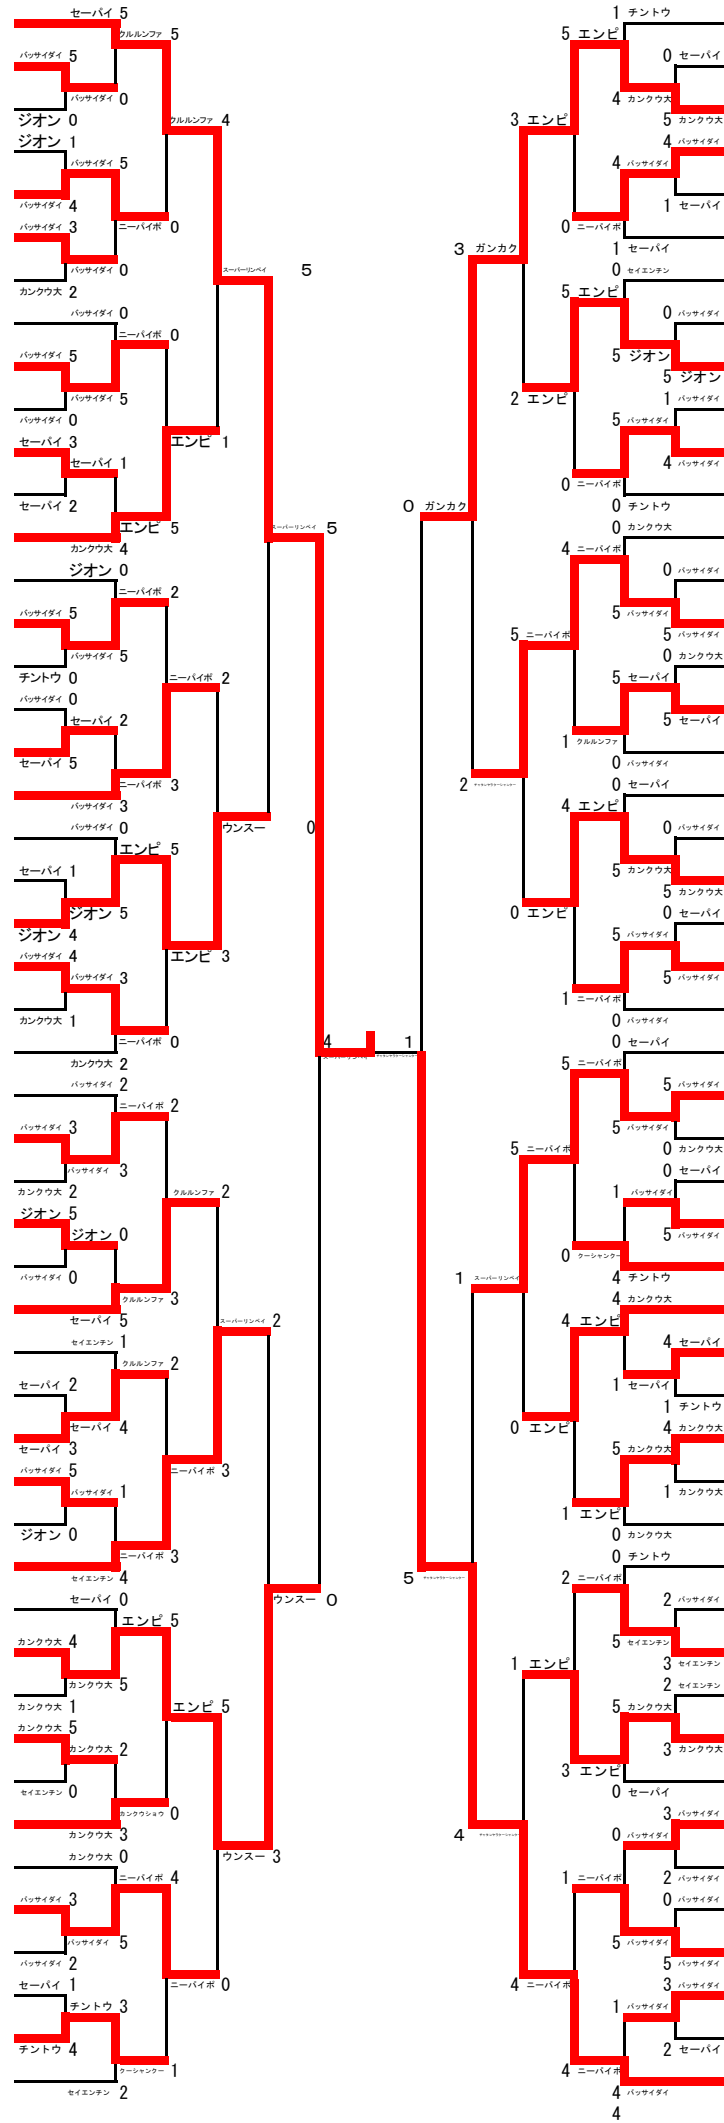 セーパイ 5
クルルンファ 5
バッサイダイ 5
バッサイダイ 0
ジオン 0
クルルンファ 4
ジオン 1
バッサイダイ 5
バッサイダイ 4
ニーパイポ 0
バッサイダイ 3
バッサイダイ 0
スーパーリンペイ 5
カンクウ大 2
バッサイダイ 0
ニーパイポ 0
バッサイダイ 5
バッサイダイ 5
バッサイダイ 0
エンピ 1
セーパイ 3
セーパイ 1
セーパイ 2
エンピ 5
スーパーリンペイ 5
カンクウ大 4
ジオン 0
ニーパイポ 2
バッサイダイ 5
バッサイダイ 5
チントウ 0
ニーパイポ 2
バッサイダイ 0
セーパイ 2
セーパイ 5
ニーパイポ 3
バッサイダイ 3
ウンスー 0
バッサイダイ 0
エンピ 5
セーパイ 1
ジオン 5
ジオン 4
エンピ 3
バッサイダイ 4
バッサイダイ 3
カンクウ大 1
ニーパイポ 0
カンクウ大 2
4
スーパーリンペイ
バッサイダイ 2
ニーパイポ 2
バッサイダイ 3
バッサイダイ 3
カンクウ大 2
クルルンファ 2
ジオン 5
ジオン 0
バッサイダイ 0
クルルンファ 3
セーパイ 5
スーパーリンペイ 2
セイエンチン 1
クルルンファ 2
セーパイ 2
セーパイ 4
セーパイ 3
ニーパイポ 3
バッサイダイ 5
バッサイダイ 1
ジオン 0
ニーパイポ 3
セイエンチン 4
ウンスー 0
セーパイ 0
エンピ 5
カンクウ大 4
カンクウ大 5
カンクウ大 1
エンピ 5
カンクウ大 5
カンクウ大 2
セイエンチン 0
カンクウショウ 0
カンクウ大 3
ウンスー 3
カンクウ大 0
ニーパイポ 4
バッサイダイ 3
バッサイダイ 5
バッサイダイ 2
ニーパイポ 0
セーパイ 1
チントウ 3
チントウ 4
クーシャンクー 1
セイエンチン 2
1 チントウ
5 エンピ
0 セーパイ
4 カンクウ大
5 カンクウ大
3 エンピ
4 バッサイダイ
4 バッサイダイ
1 セーパイ
0 ニーパイポ
1 セーパイ
3 ガンカク
0 セイエンチン
5 エンピ
0 バッサイダイ
5 ジオン
5 ジオン
2 エンピ
1 バッサイダイ
5 バッサイダイ
4 バッサイダイ
0 ニーパイポ
0 チントウ
0 ガンカク
0 カンクウ大
4 ニーパイポ
0 バッサイダイ
5 バッサイダイ
5 バッサイダイ
5 ニーパイポ
0 カンクウ大
5 セーパイ
5 セーパイ
1 クルルンファ
0 バッサイダイ
2
0 セーパイ
4 エンピ
0 バッサイダイ
5 カンクウ大
5 カンクウ大
0 エンピ
0 セーパイ
5 バッサイダイ
5 バッサイダイ
1 ニーパイポ
0 バッサイダイ
1
0 セーパイ
5 ニーパイポ
5 バッサイダイ
5 バッサイダイ
0 カンクウ大
5 ニーパイポ
0 セーパイ
1 バッサイダイ
5 バッサイダイ
0 クーシャンクー
4 チントウ
1 スーパーリンペイ
4 カンクウ大
4 エンピ
4 セーパイ
1 セーパイ
1 チントウ
0 エンピ
4 カンクウ大
5 カンクウ大
1 カンクウ大
1 エンピ
0 カンクウ大
5
0 チントウ
2 ニーパイポ
2 バッサイダイ
5 セイエンチン
3 セイエンチン
1 エンピ
2 セイエンチン
5 カンクウ大
3 カンクウ大
3 エンピ
0 セーパイ
4
3 バッサイダイ
0 バッサイダイ
2 バッサイダイ
1 ニーパイポ
0 バッサイダイ
5 バッサイダイ
5 バッサイダイ
4 ニーパイポ
3 バッサイダイ
1 バッサイダイ
2 セーパイ
4 ニーパイポ
4 バッサイダイ
4